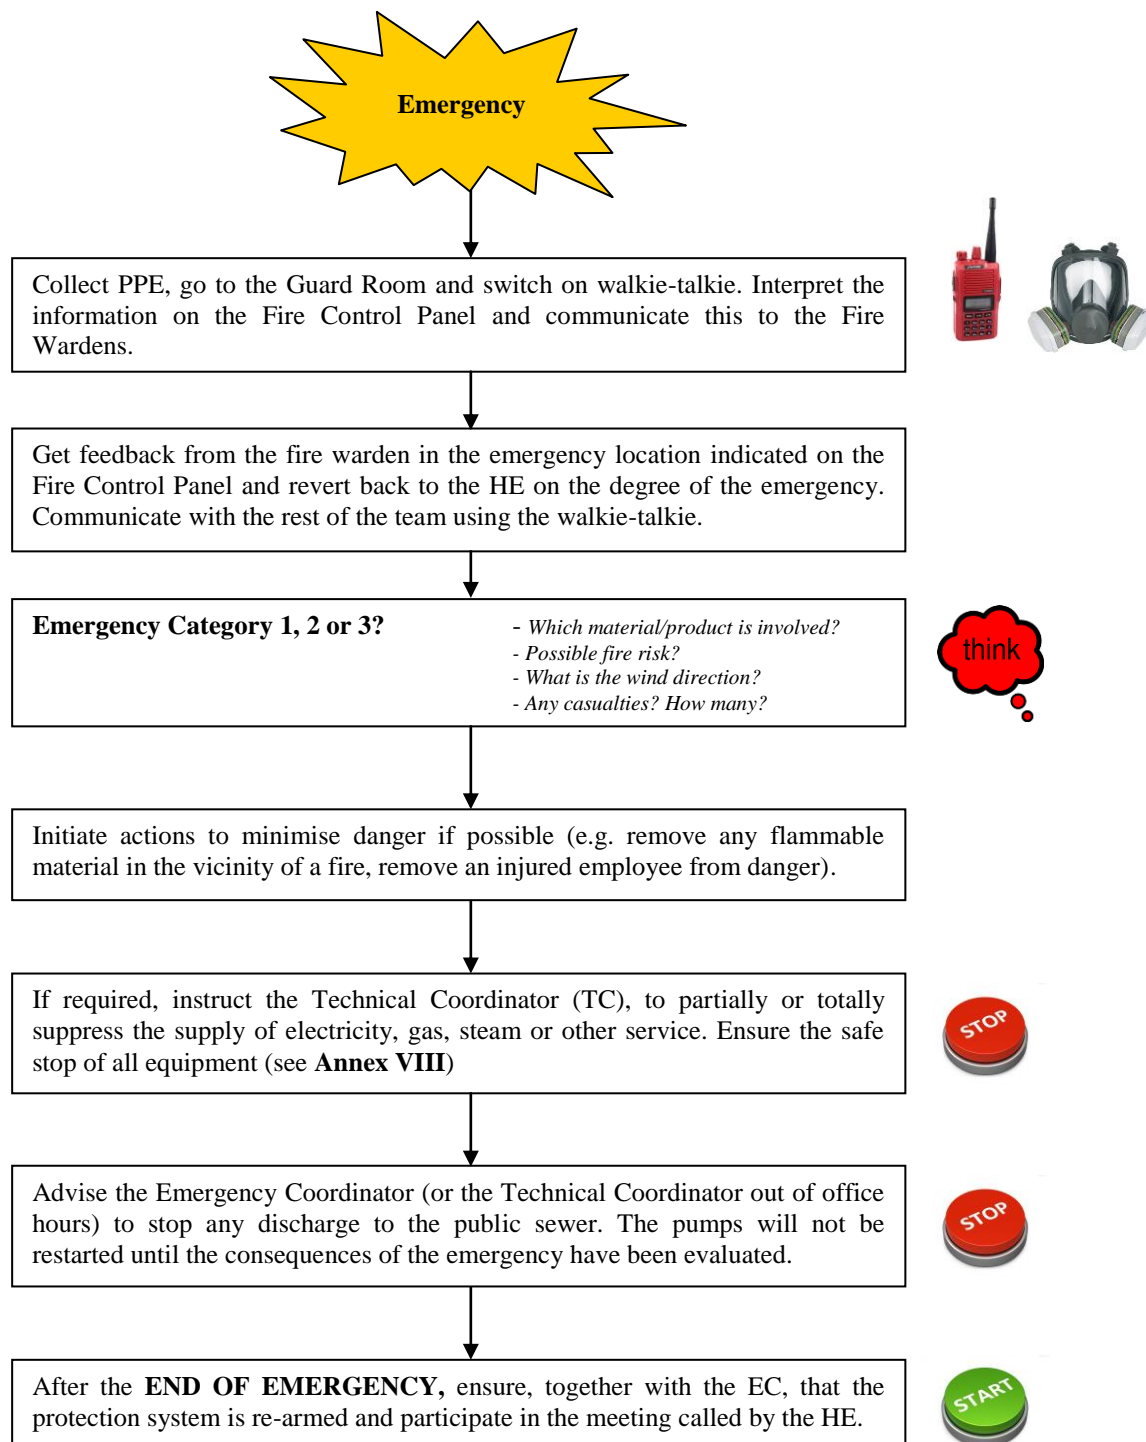 Emergency
Collect PPE, go to the Guard Room and switch on walkie-talkie. Interpret the
information on the Fire Control Panel and communicate this to the Fire
Wardens.
Get feedback from the fire warden in the emergency location indicated on the
Fire Control Panel and revert back to the HE on the degree of the emergency.
Communicate with the rest of the team using the walkie-talkie.
Emergency Category 1, 2 or 3?
- Which material/product is involved?
- Possible fire risk?
- What is the wind direction?
- Any casualties? How many?
think
Initiate actions to minimise danger if possible (e.g. remove any flammable
material in the vicinity of a fire, remove an injured employee from danger).
If required, instruct the Technical Coordinator (TC), to partially or totally
suppress the supply of electricity, gas, steam or other service. Ensure the safe
stop of all equipment (see Annex VIII)
STOP
Advise the Emergency Coordinator (or the Technical Coordinator out of office
hours) to stop any discharge to the public sewer. The pumps will not be
restarted until the consequences of the emergency have been evaluated.
STOP
After the END OF EMERGENCY, ensure, together with the EC, that the
protection system is re-armed and participate in the meeting called by the HE.
START